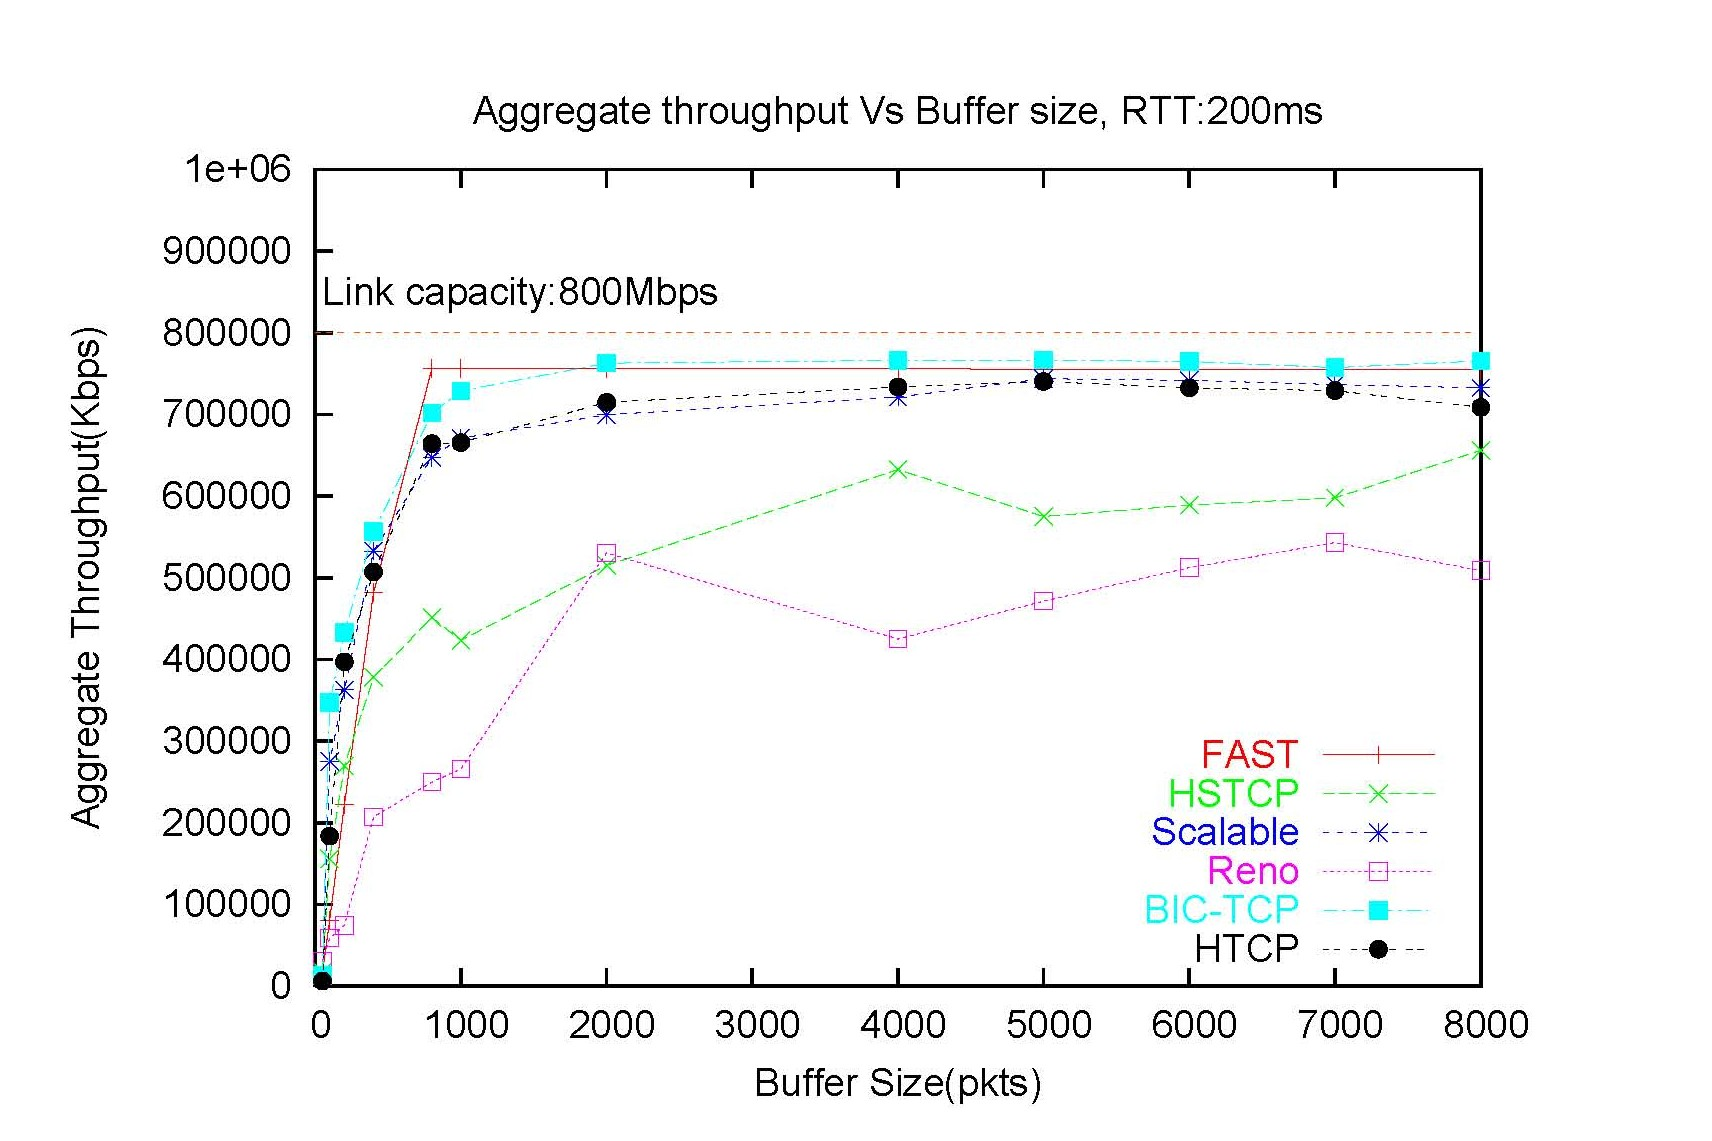 Aggregate throughput Vs Buffer size, RTT:200ms
1e+06
900000
Link capacity:800Mbps
800000
700000
600000
500000
400000
300000
200000
100000
0
Aggregate Throughput(Kbps)
FAST
HSTCP
Scalable
Reno
BIC-TCP
HTCP
0 1000 2000 3000 4000 5000 6000 7000 8000
Buffer Size(pkts)